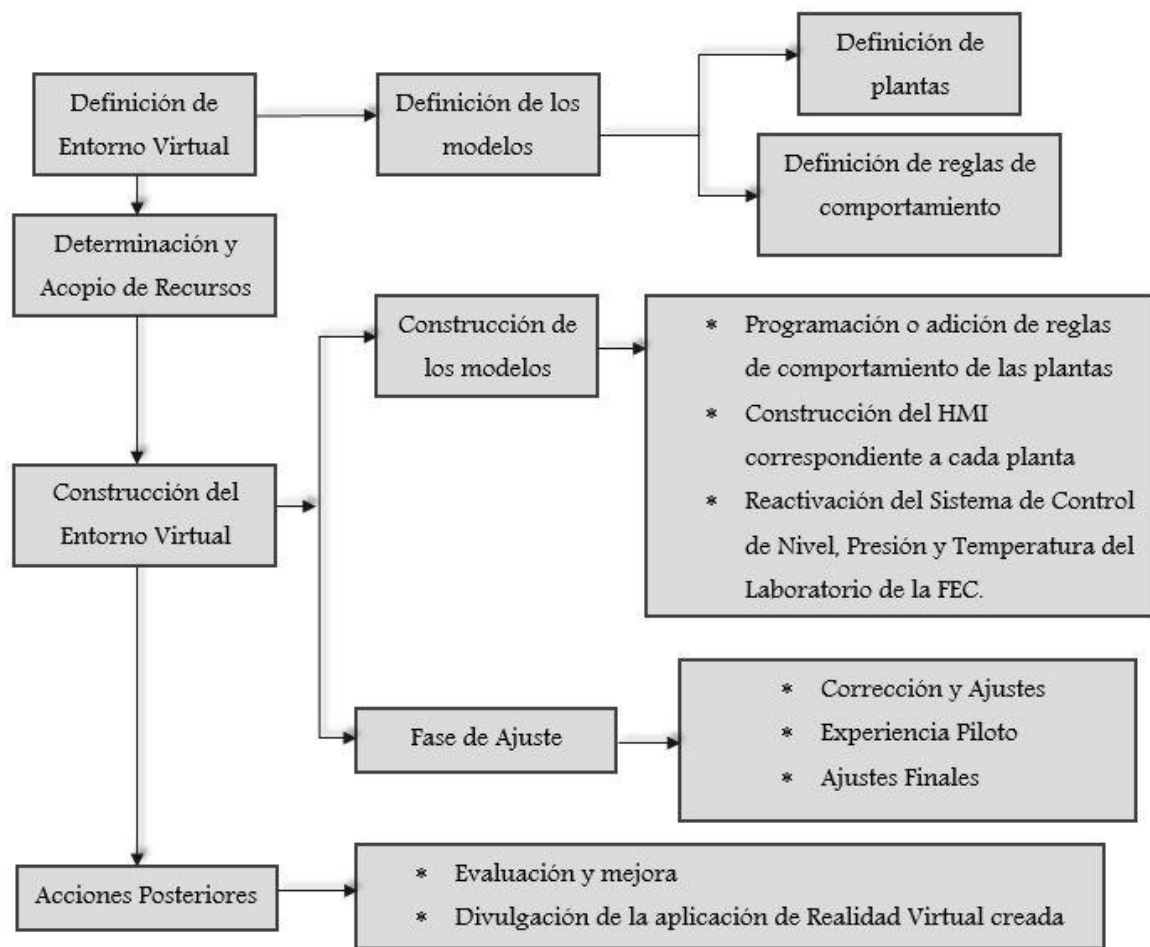 Definición de
Entorno Virtual
Definición de los
modelos
Definición de
plantas
Definición de reglas de
comportamiento
Determinación y
Acopio de Recursos
Construcción del
Entorno Virtual
Construcción de
los modelos
* Programación o adición de reglas
de comportamiento de las plantas
* Construcción del HMI
correspondiente a cada planta
* Reactivación del Sistema de Control
de Nivel, Presión y Temperatura del
Laboratorio de la FEC.
Fase de Ajuste
* Corrección y Ajustes
* Experiencia Piloto
* Ajustes Finales
Acciones Posteriores
* Evaluación y mejora
* Divulgación de la aplicación de Realidad Virtual creada